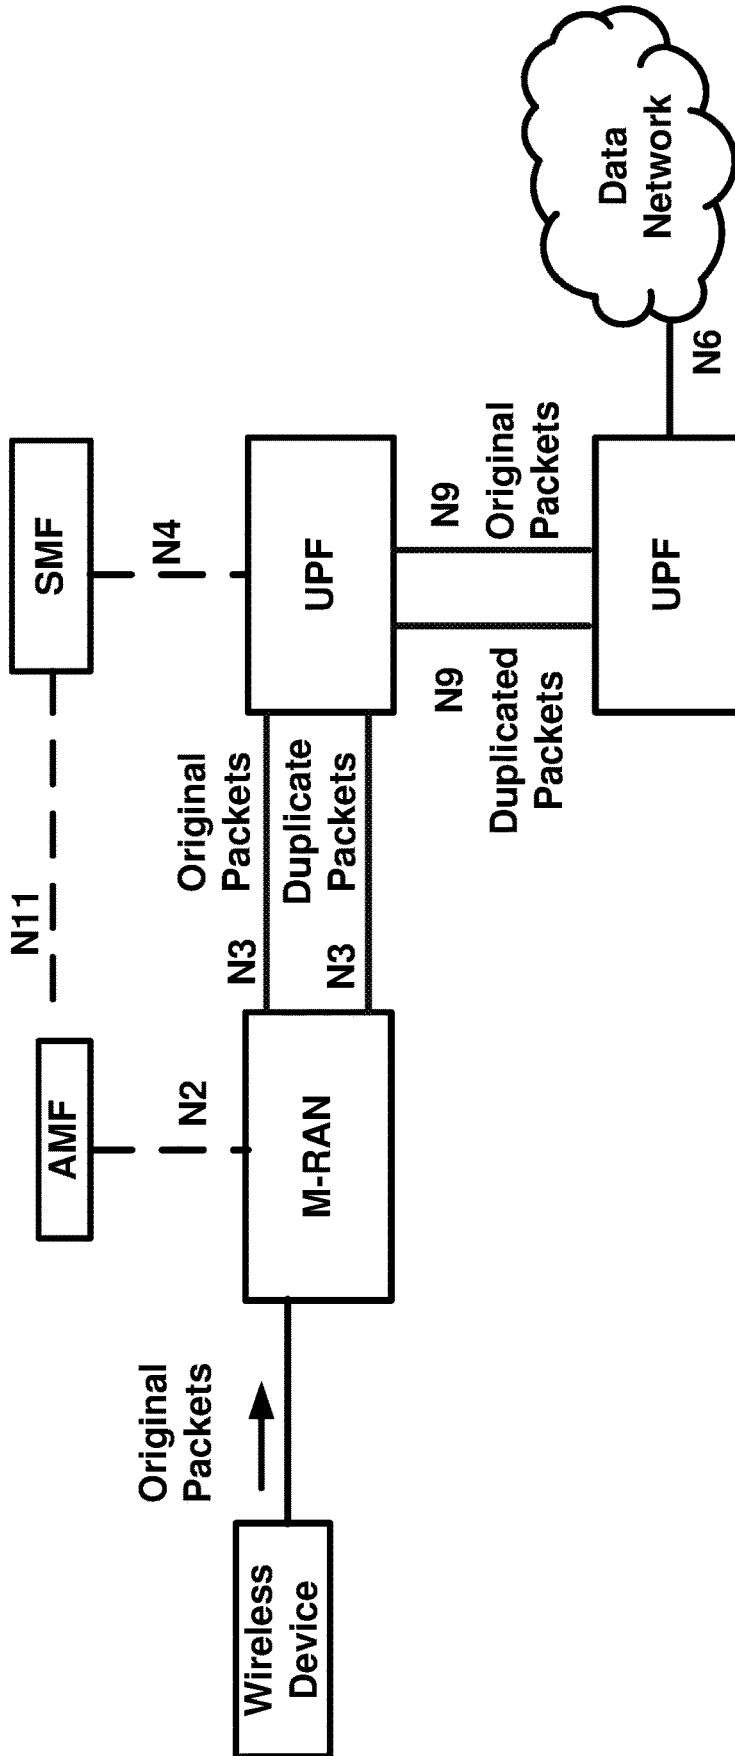 AMF
N11
SMF
N2
N4
Original
Packets
Wireless
Device
M-RAN
N3
Original
Packets
N3
Duplicate
Packets
UPF
N9
Duplicated
Packets
N9
Original
Packets
UPF
N6
Data
Network